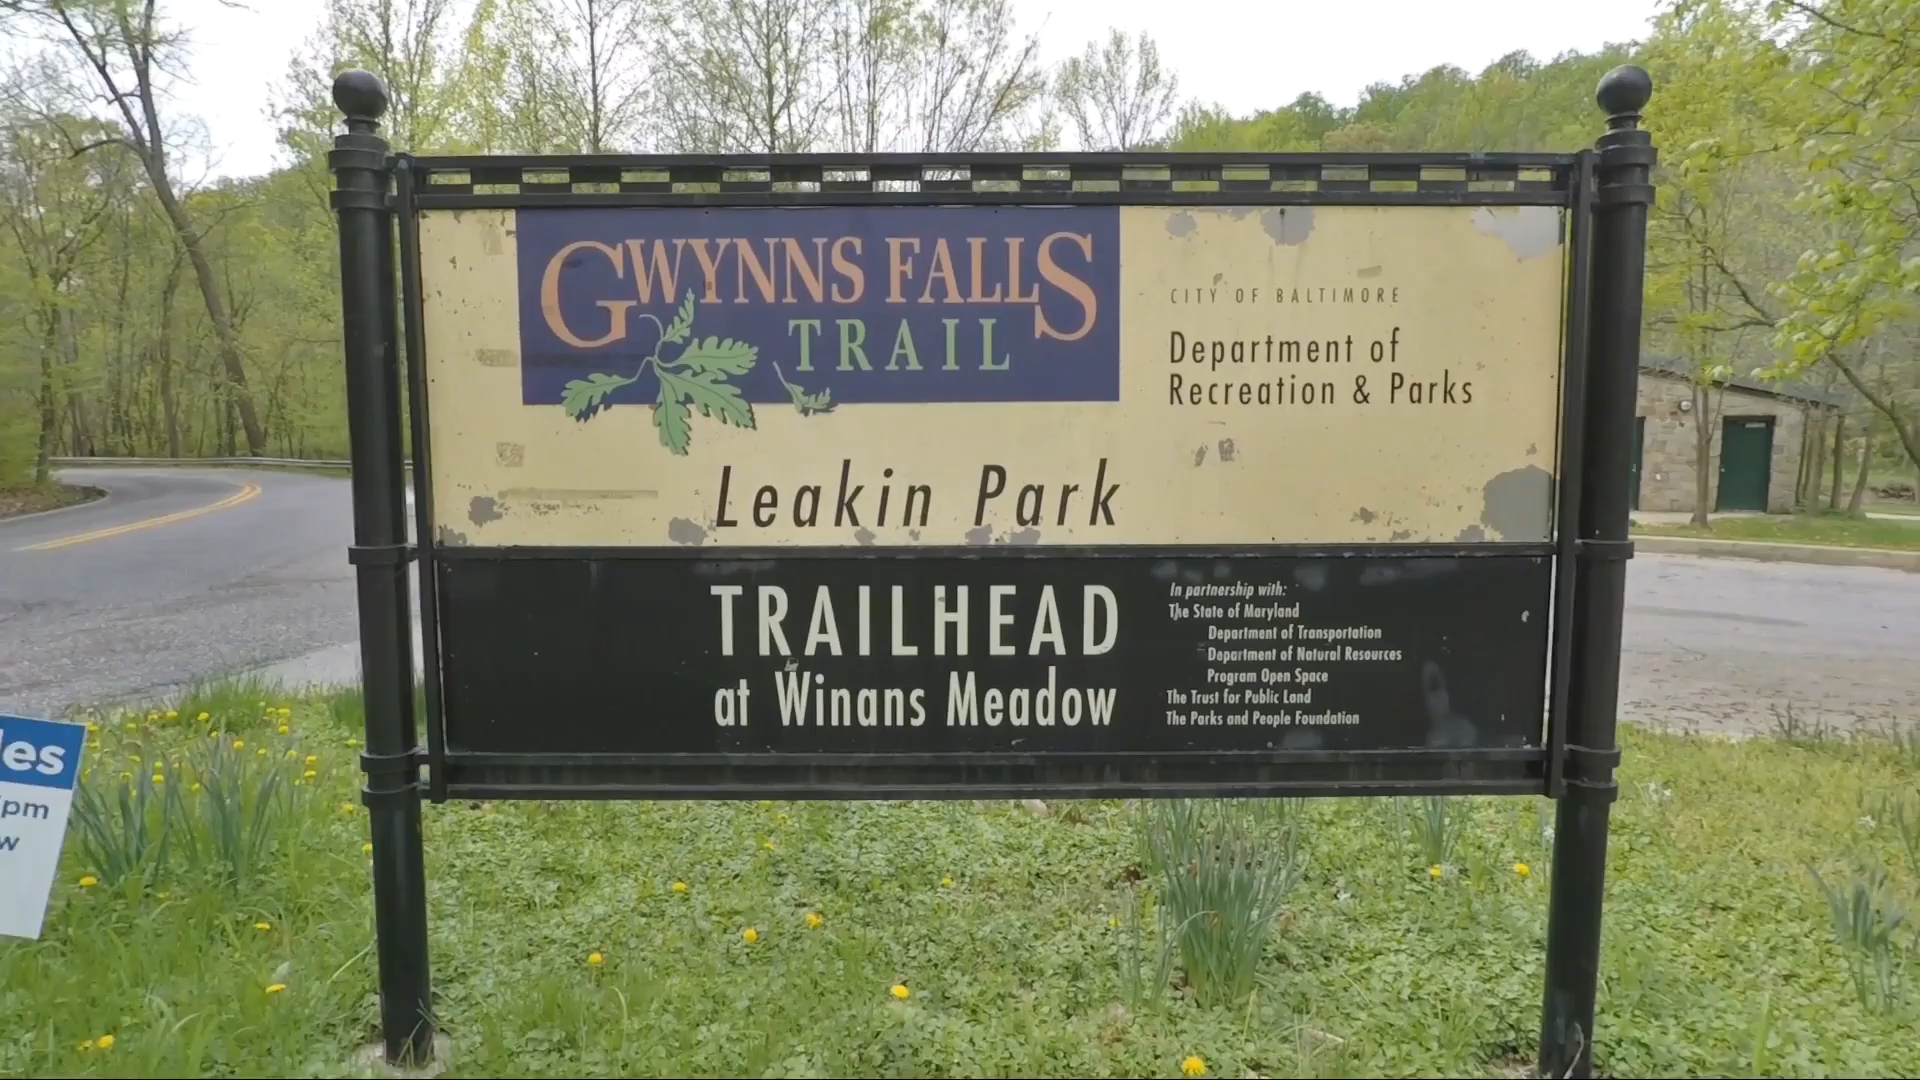 GWYNNS FALLS
TRAIL
CITY OF BALTIMORE
Department of
Recreation & Parks
Leakin Park
TRAILHEAD
at Winans Meadow
In partnership with:
The State of Maryland
Department of Transportation
Department of Natural Resources
Program Open Space
The Trust for Public Land
The Parks and People Foundation
les
pm
w